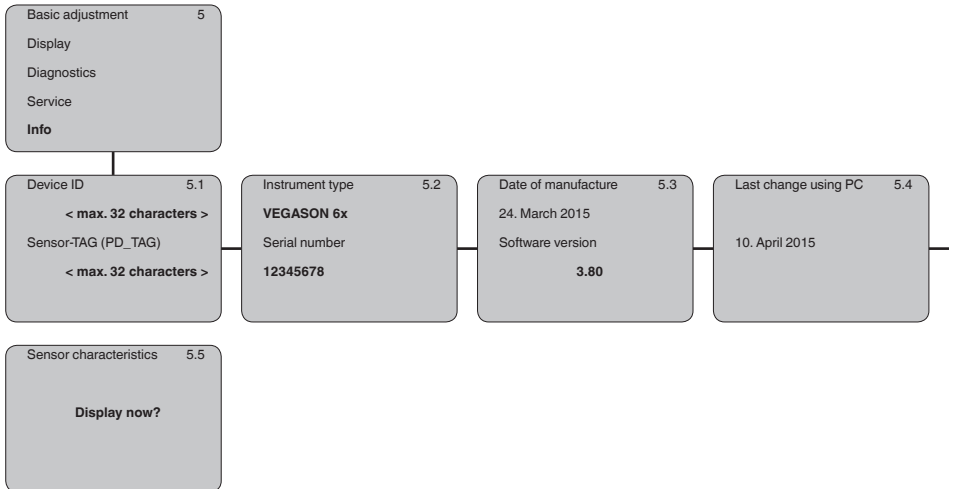 Basic adjustment 5
Display
Diagnostics
Service
Info
Device ID 5.1
< max. 32 characters >
Sensor-TAG (PD_TAG)
< max. 32 characters >
Instrument type 5.2
VEGASON 6x
Serial number
12345678
Date of manufacture 5.3
24. March 2015
Software version
3.80
Last change using PC 5.4
10. April 2015
Sensor characteristics 5.5
Display now?